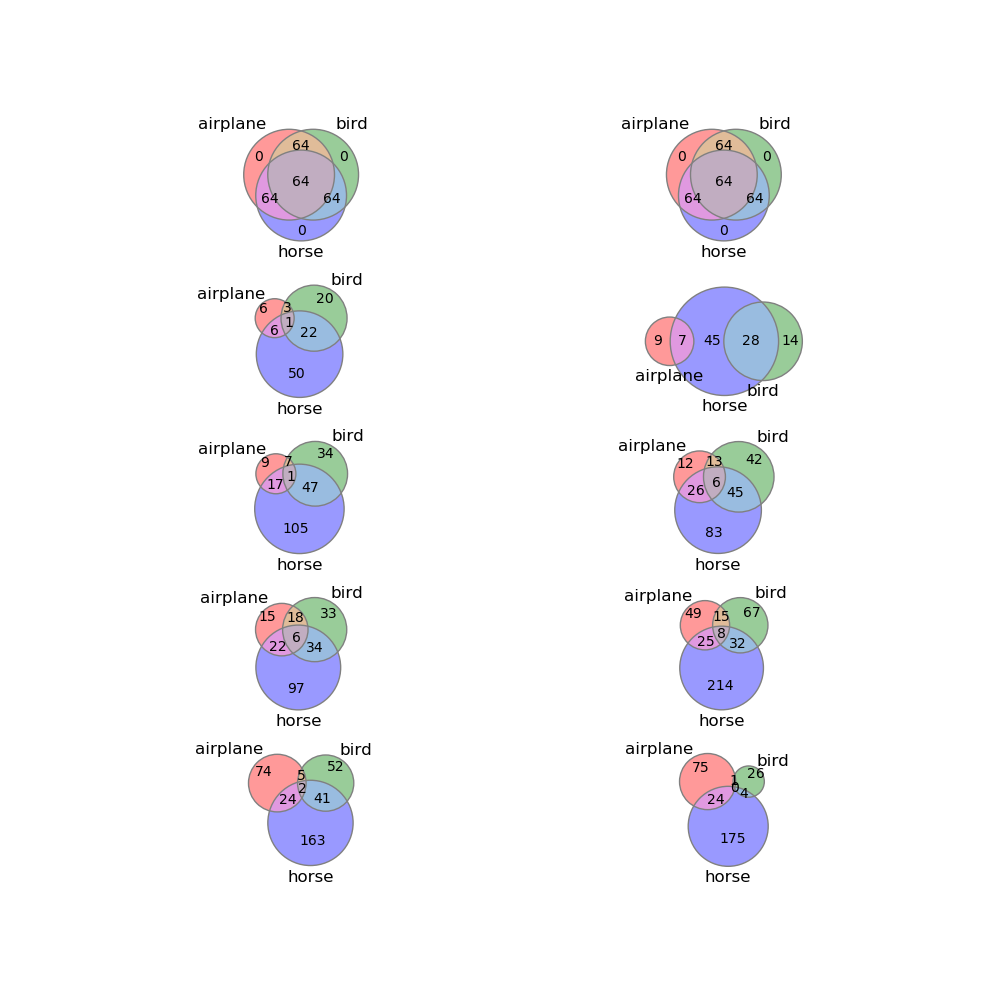 airplane bird
64
0 0
64
64 64
0
horse
airplane bird
64
0 0
64
64 64
0
horse
bird
airplane
20
6 3
1
6 22
50
horse
9 7 45 28 14
airplane
bird
horse
bird
airplane
34
9 7
1
17 47
105
horse
bird
airplane
42
12 13
6
26 45
83
horse
bird
airplane
33
15 18
6
22 34
97
horse
bird
airplane
67
49 15
8
25 32
214
horse
airplane bird
52
74 5
2
24 41
163
horse
airplane
bird
75
26
1
0
24 4
175
horse